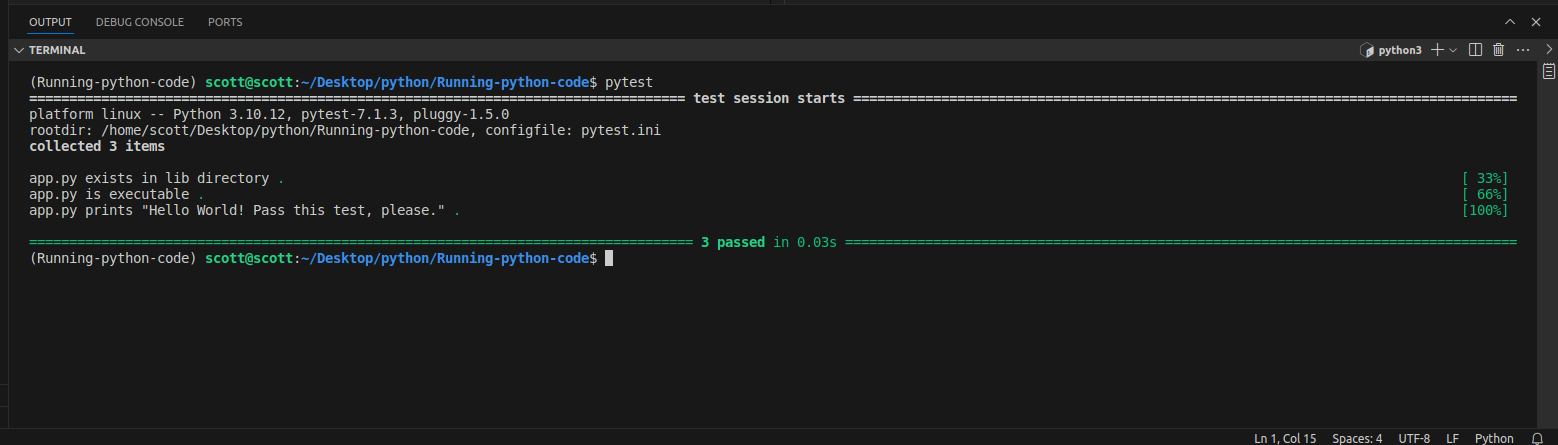 OUTPUT DEBUG CONSOLE PORTS
TERMINAL python3
(Running-python-code) scott@scott:~/Desktop/python/Running-python-code$ pytest
================================================================================== test session starts ===================================================================================
platform linux -- Python 3.10.12, pytest-7.1.3, pluggy-1.5.0
rootdir: /home/scott/Desktop/python/Running-python-code, configfile: pytest.ini
collected 3 items
app.py exists in lib directory . [ 33%]
app.py is executable . [ 66%]
app.py prints "Hello World! Pass this test, please." . [100%]
=================================================================================== 3 passed in 0.03s ====================================================================================
(Running-python-code) scott@scott:~/Desktop/python/Running-python-code$
Ln 1, Col 15 Spaces: 4 UTF-8 LF Python